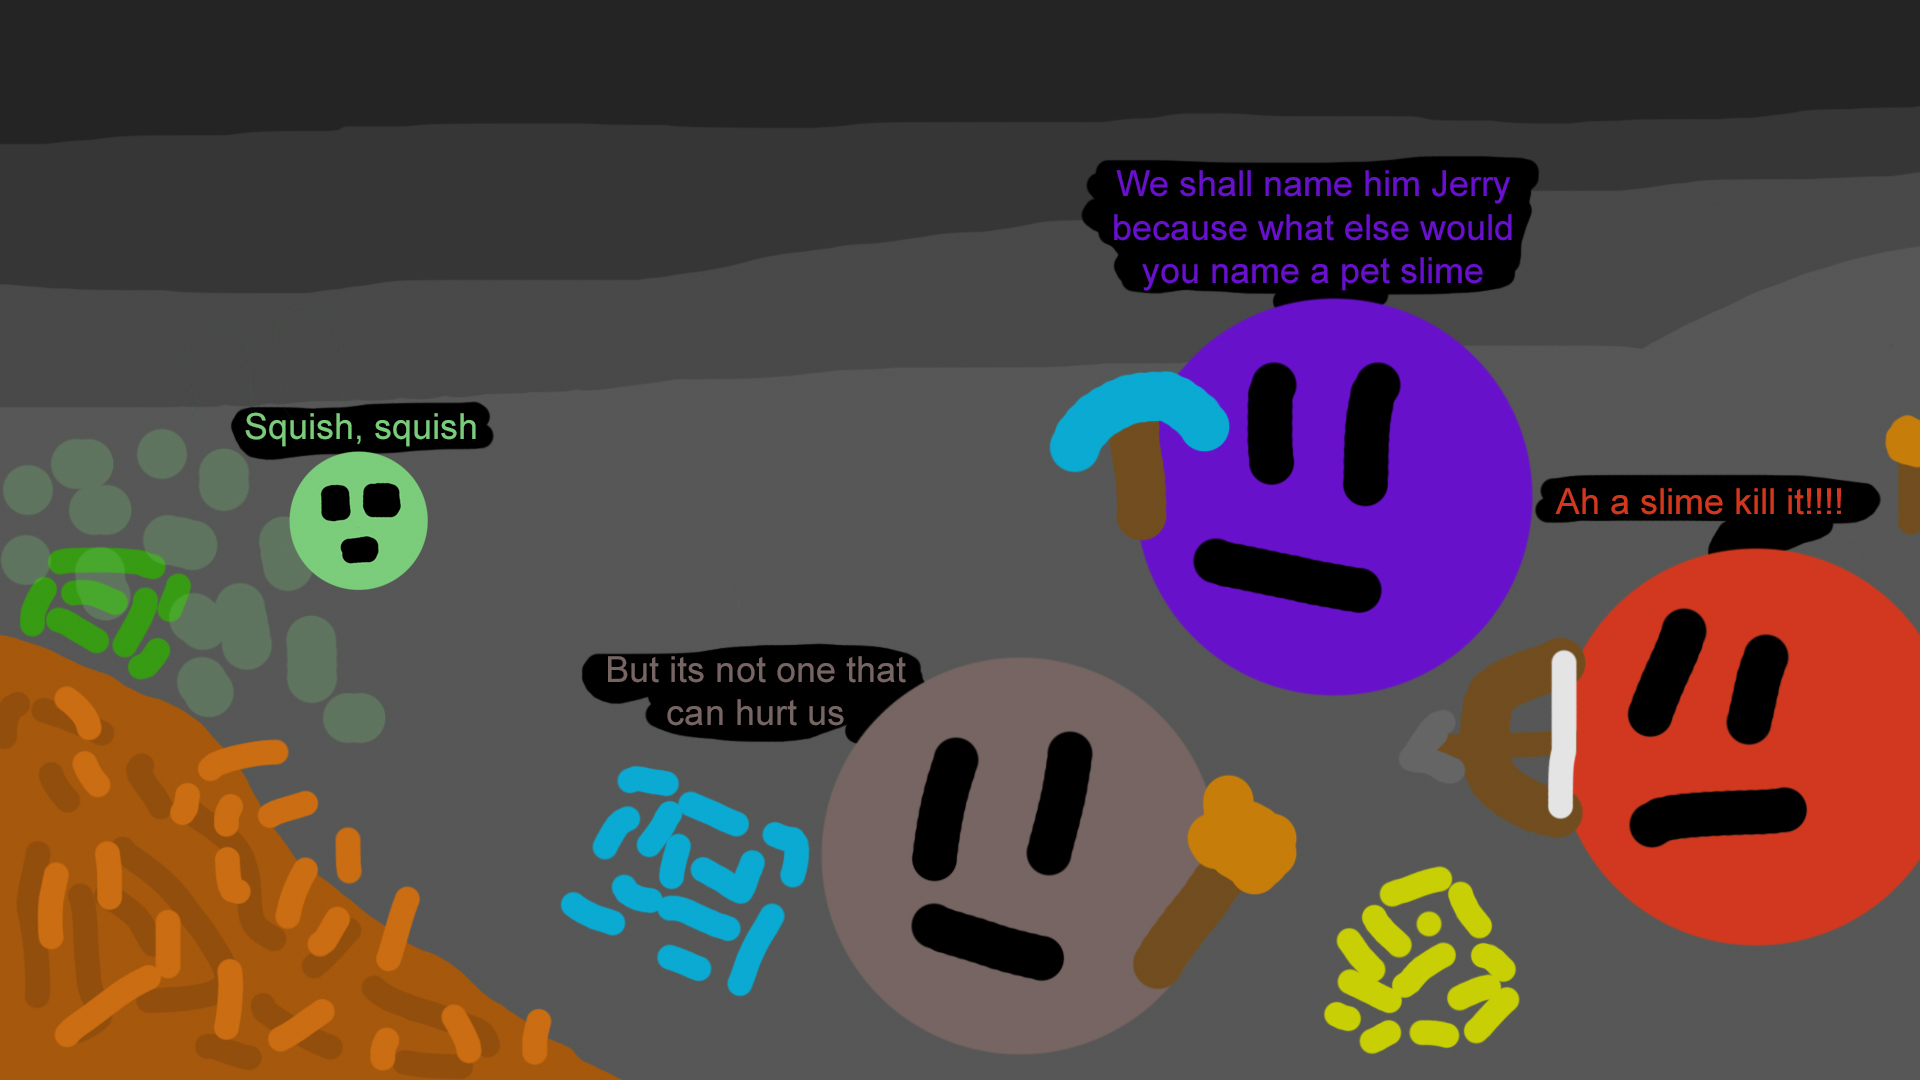 We shall name him Jerry
because what else would
you name a pet slime
Squish, squish
Ah a slime kill it!!!!
But its not one that
can hurt us